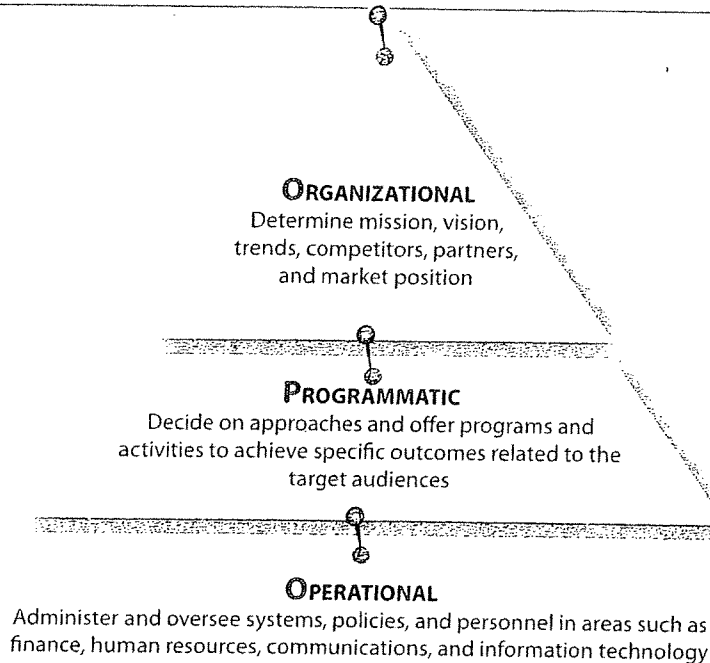 ORGANIZATIONAL
Determine mission, vision,
trends, competitors, partners,
and market position
PROGRAMMATIC
Decide on approaches and offer programs and
activities to achieve specific outcomes related to the
target audiences
OPERATIONAL
Administer and oversee systems, policies, and personnel in areas such as
finance, human resources, communications, and information technology